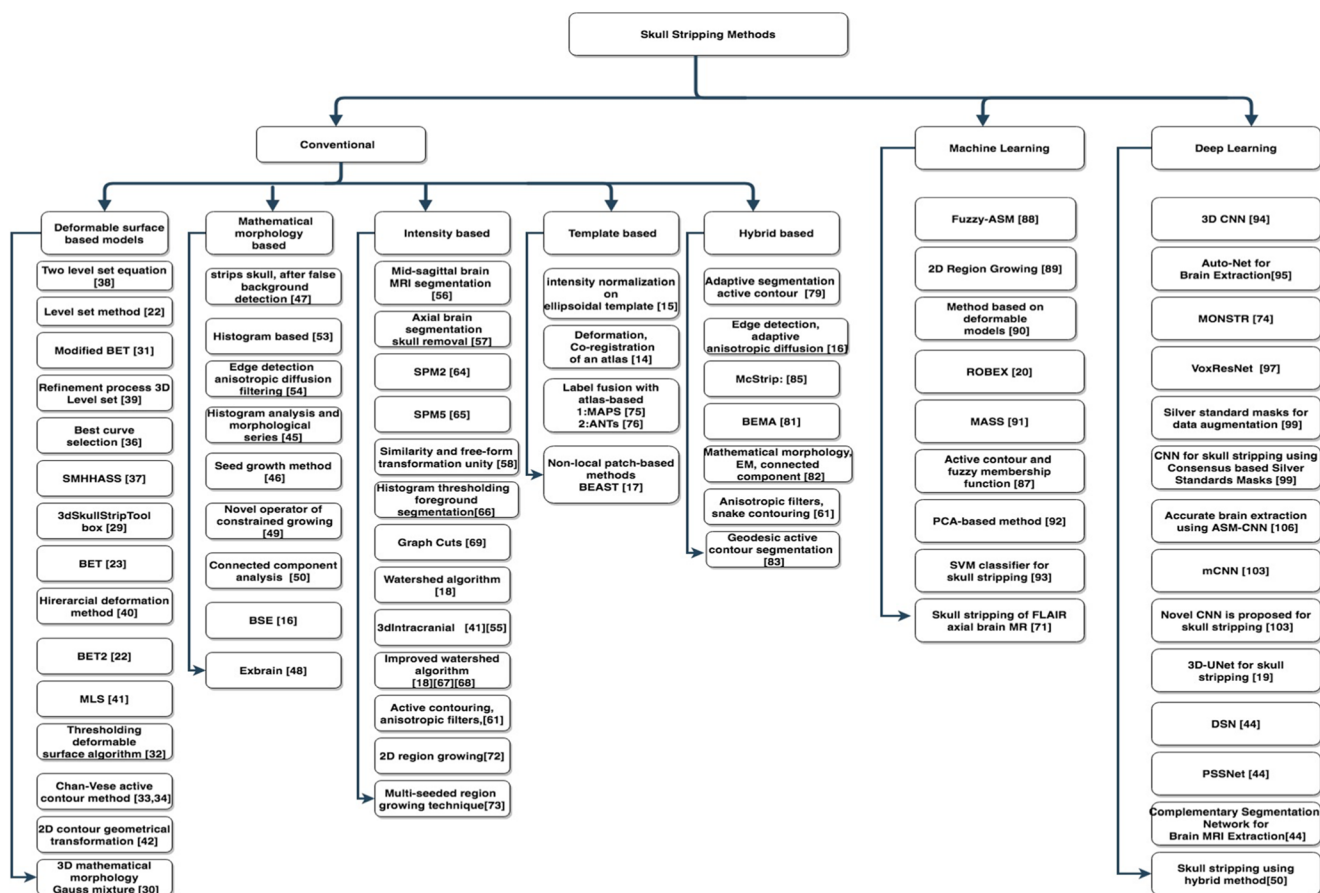 Skull Stripping Methods
Conventional
Machine Learning
Deep Learning
Deformable surface
based models
Two level set equation
[38]
Level set method [22]
Modified BET [31]
Refinement process 3D
Level set [39]
Best curve
selection [36]
SMHHASS [37]
3dSkullStripTool
box [29]
BET [23]
Hirerarcial deformation
method [40]
BET2 [22]
MLS [41]
Thresholding
deformable
surface algorithm [32]
Chan-Vese active
contour method [33,34]
2D contour geometrical
transformation [42]
3D mathematical
morphology
Gauss mixture [30]
Mathematical
morphology
based
strips skull, after false
background
detection [47]
Histogram based [53]
Edge detection
anisotropic diffusion
filtering [54]
Histogram analysis and
morphological
series [45]
Seed growth method
[46]
Novel operator of
constrained growing
[49]
Connected component
analysis [50]
BSE [16]
Exbrain [48]
Intensity based
Mid-sagittal brain
MRI segmentation
[56]
Axial brain
segmentation
skull removal [57]
SPM2 [64]
SPM5 [65]
Similarity and free-form
transformation unity [58]
Histogram thresholding
foreground
segmentation[66]
Graph Cuts [69]
Watershed algorithm
[18]
3dIntracranial [41][55]
Improved watershed
algorithm
[18][67][68]
Active contouring,
anisotropic filters,[61]
2D region growing[72]
Multi-seeded region
growing technique[73]
Template based
intensity normalization
on
ellipsoidal template [15]
Deformation,
Co-registration
of an atlas [14]
Label fusion with
atlas-based
1:MAPS [75]
2:ANTs [76]
Non-local patch-based
methods
BEAST [17]
Hybrid based
Adaptive segmentation
active contour [79]
Edge detection,
adaptive
anisotropic diffusion [16]
McStrip: [85]
BEMA [81]
Mathematical morphology,
EM, connected
component [82]
Anisotropic filters,
snake contouring [61]
Geodesic active
contour segmentation
[83]
Fuzzy-ASM [88]
2D Region Growing [89]
Method based on
deformable
models [90]
ROBEX [20]
MASS [91]
Active contour and
fuzzy membership
function [87]
PCA-based method [92]
SVM classifier for
skull stripping [93]
Skull stripping of FLAIR
axial brain MR [71]
3D CNN [94]
Auto-Net for
Brain Extraction[95]
MONSTR [74]
VoxResNet [97]
Silver standard masks for
data augmentation [99]
CNN for skull stripping using
Consensus based Silver
Standards Masks [99]
Accurate brain extraction
using ASM-CNN [106]
mCNN [103]
Novel CNN is proposed for
skull stripping [103]
3D-UNet for skull
stripping [19]
DSN [44]
PSSNet [44]
Complementary Segmentation
Network for
Brain MRI Extraction[44]
Skull stripping using
hybrid method[50]